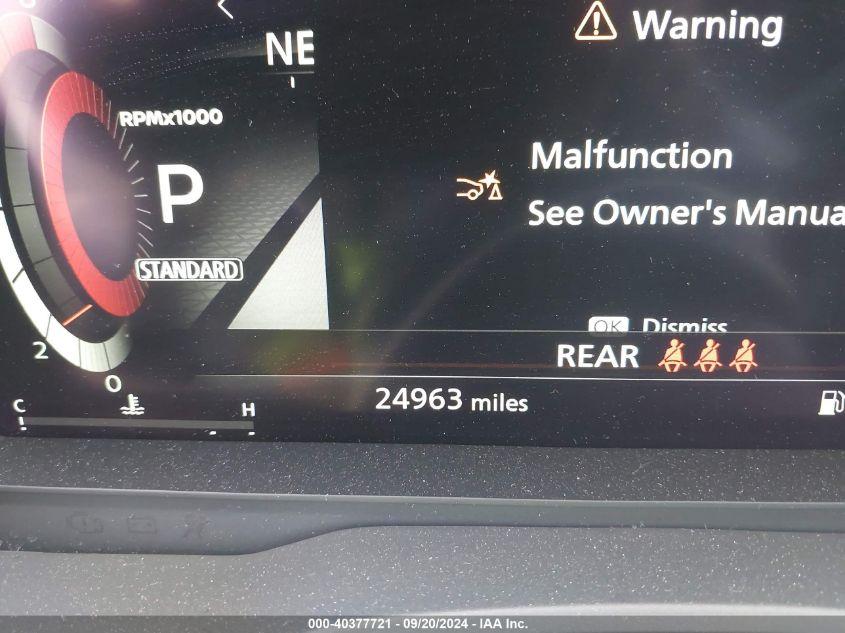 NE
Warning
RPMx1000
Malfunction
P
See Owner's Manua
STANDARD
OK Dismiss
2
REAR
0
24963 miles
C H
000-40377721 - 09/20/2024 - IAA Inc.